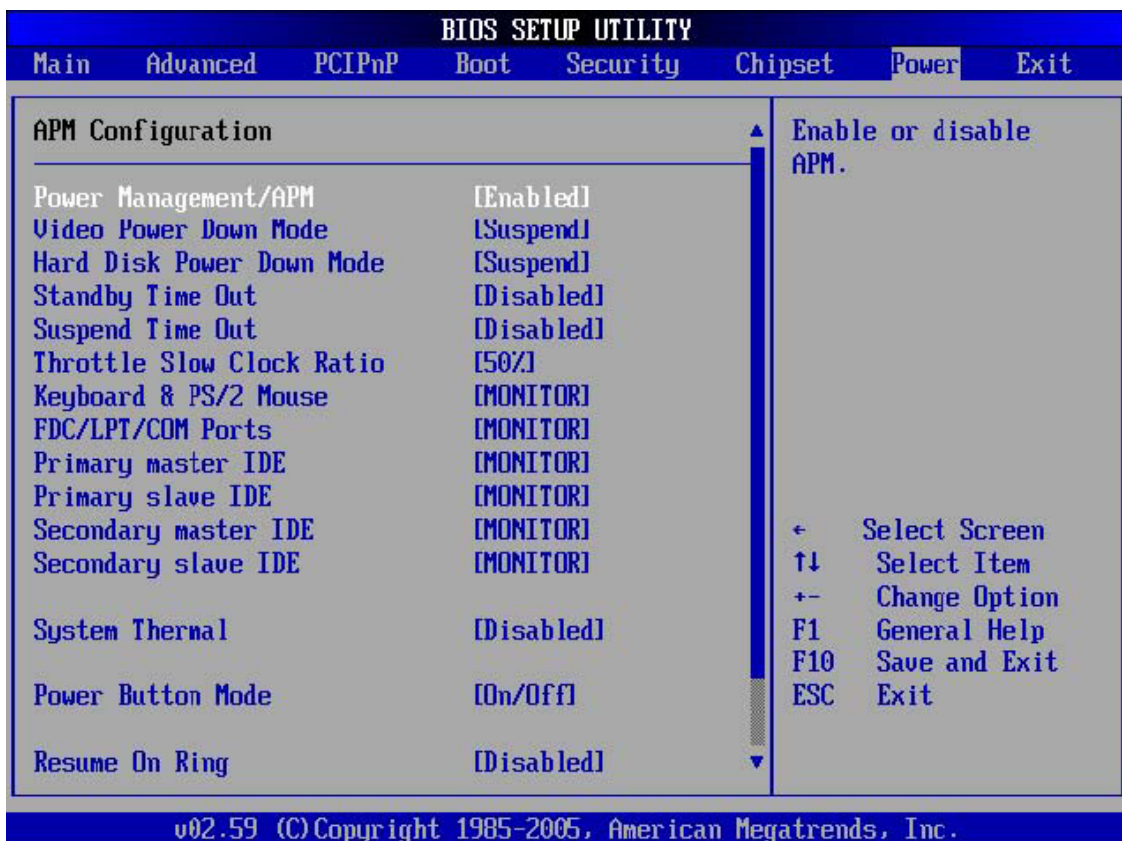 BIOS SETUP UTILITY
Main Advanced PCIPnP Boot Security Chipset Power Exit
APM Configuration
Power Management/APM [Enabled]
Video Power Down Mode [Suspend]
Hard Disk Power Down Mode [Suspend]
Standby Time Out [Disabled]
Suspend Time Out [Disabled]
Throttle Slow Clock Ratio [50%]
Keyboard & PS/2 Mouse [MONITOR]
FDC/LPT/COM Ports [MONITOR]
Primary master IDE [MONITOR]
Primary slave IDE [MONITOR]
Secondary master IDE [MONITOR]
Secondary slave IDE [MONITOR]
System Thermal [Disabled]
Power Button Mode [On/Off]
Resume On Ring [Disabled]
Enable or disable
APM.
← Select Screen
↑↓ Select Item
+- Change Option
F1 General Help
F10 Save and Exit
ESC Exit
v02.59 (C)Copyright 1985-2005, American Megatrends, Inc.